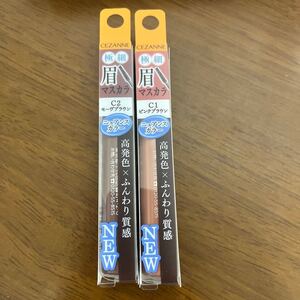 CEZANNE
極細
眉
マスカラ
C2
モーヴブラウン
ニュアンス
カラー
高発色×ふんわり質感
NEW
CEZANNE
極細
眉
マスカラ
C1
ピンクブラウン
ニュアンス
カラー
高発色×ふんわり質感
NEW